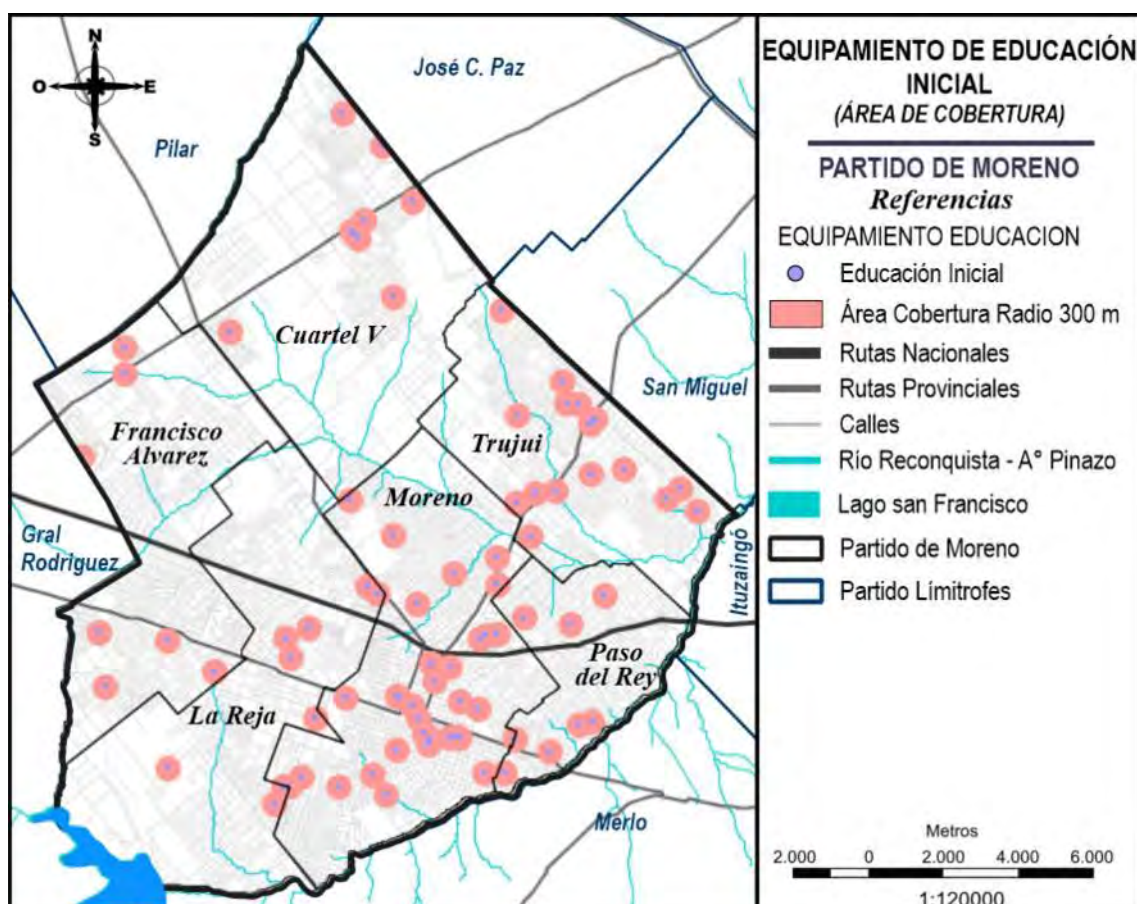 N
O
E
S
José C. Paz
Pilar
Cuartel V
San Miguel
Francisco
Alvarez
Trujui
Moreno
Gral
Rodriguez
Ituzaingó
Paso
del Rey
La Reja
Merlo
EQUIPAMIENTO DE EDUCACIÓN
INICIAL
(ÁREA DE COBERTURA)
PARTIDO DE MORENO
Referencias
EQUIPAMIENTO EDUCACION
Educación Inicial
Área Cobertura Radio 300 m
Rutas Nacionales
Rutas Provinciales
Calles
Río Reconquista - A° Pinazo
Lago san Francisco
Partido de Moreno
Partido Límitrofes
Metros
2.000 0 2.000 4.000 6.000
1:120000